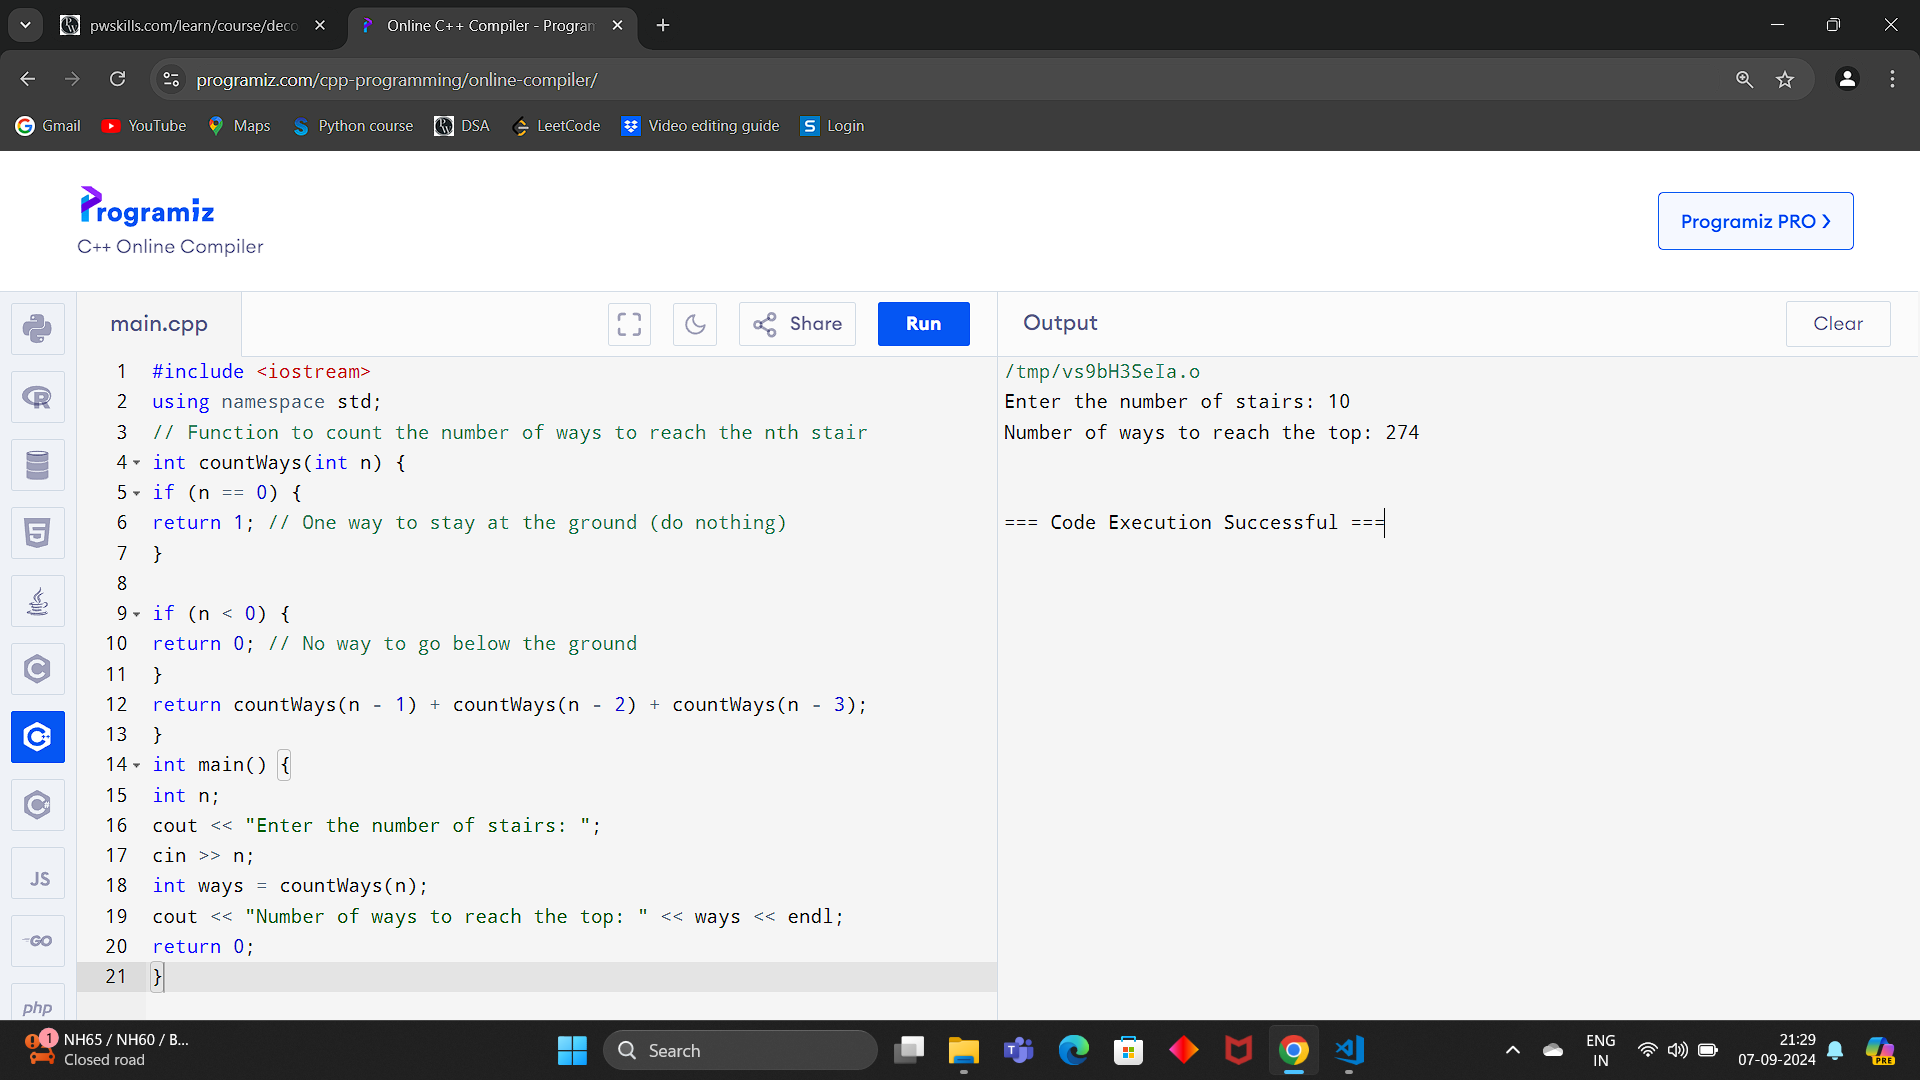 pwskills.com/learn/course/deco
Online C++ Compiler - Program
programiz.com/cpp-programming/online-compiler/
Gmail
YouTube
Maps
Python course
DSA
LeetCode
Video editing guide
Login
Programiz
C++ Online Compiler
Programiz PRO >
main.cpp
Share
Run
Output
Clear
1 #include <iostream>
2 using namespace std;
3 // Function to count the number of ways to reach the nth stair
4 int countWays(int n) {
5 if (n == 0) {
6 return 1; // One way to stay at the ground (do nothing)
7 }
8
9 if (n < 0) {
10 return 0; // No way to go below the ground
11 }
12 return countWays(n - 1) + countWays(n - 2) + countWays(n - 3);
13 }
14 int main() {
15 int n;
16 cout << "Enter the number of stairs: ";
17 cin >> n;
18 int ways = countWays(n);
19 cout << "Number of ways to reach the top: " << ways << endl;
20 return 0;
21 }
/tmp/vs9bH3SeIa.o
Enter the number of stairs: 10
Number of ways to reach the top: 274
=== Code Execution Successful ===
JS
GO
php
1
NH65 / NH60 / B...
Closed road
Search
ENG
IN
21:29
07-09-2024
PRE